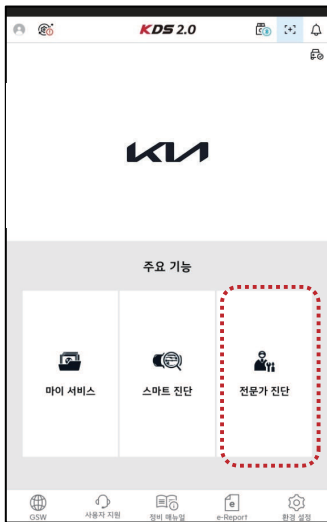 KDS 2.0
KIA
주요 기능
마이 서비스
스마트 진단
전문가 진단
GSW
사용자 지원
정비 매뉴얼
e-Report
환경 설정